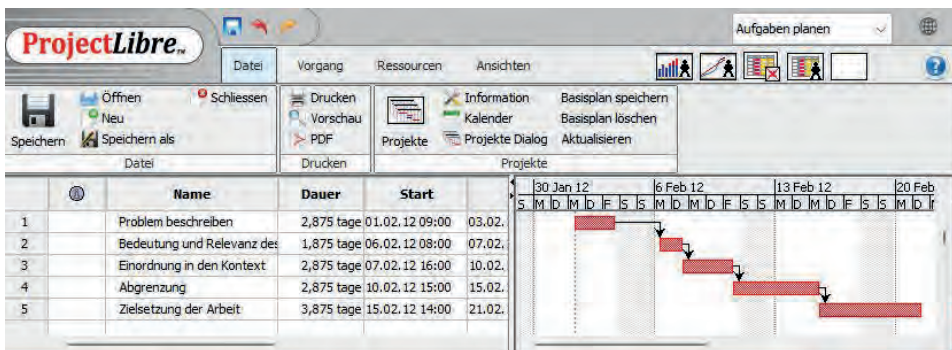 ProjectLibre™
Aufgaben planen
Datei Vorgang Ressourcen Ansichten
Öffnen Schliessen Drucken Information Basisplan speichern
Neu Vorschau Kalender Basisplan löschen
Speichern Speichern als PDF Projekte Projekte Dialog Aktualisieren
Datei Drucken Projekte
Name Dauer Start 30 Jan 12 6 Feb 12 13 Feb 12 20 Feb
S M D M D F S S M D M D F S S M D M D F S S M D
1 Problem beschreiben 2,875 tage 01.02.12 09:00 03.02.
2 Bedeutung und Relevanz des 1,875 tage 06.02.12 08:00 07.02.
3 Einordnung in den Kontext 2,875 tage 07.02.12 16:00 10.02.
4 Abgrenzung 2,875 tage 10.02.12 15:00 15.02.
5 Zielsetzung der Arbeit 3,875 tage 15.02.12 14:00 21.02.